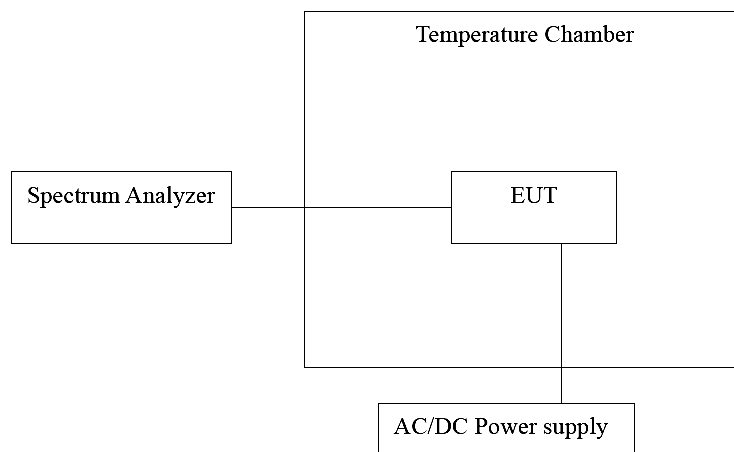 Temperature Chamber
Spectrum Analyzer
EUT
AC/DC Power supply